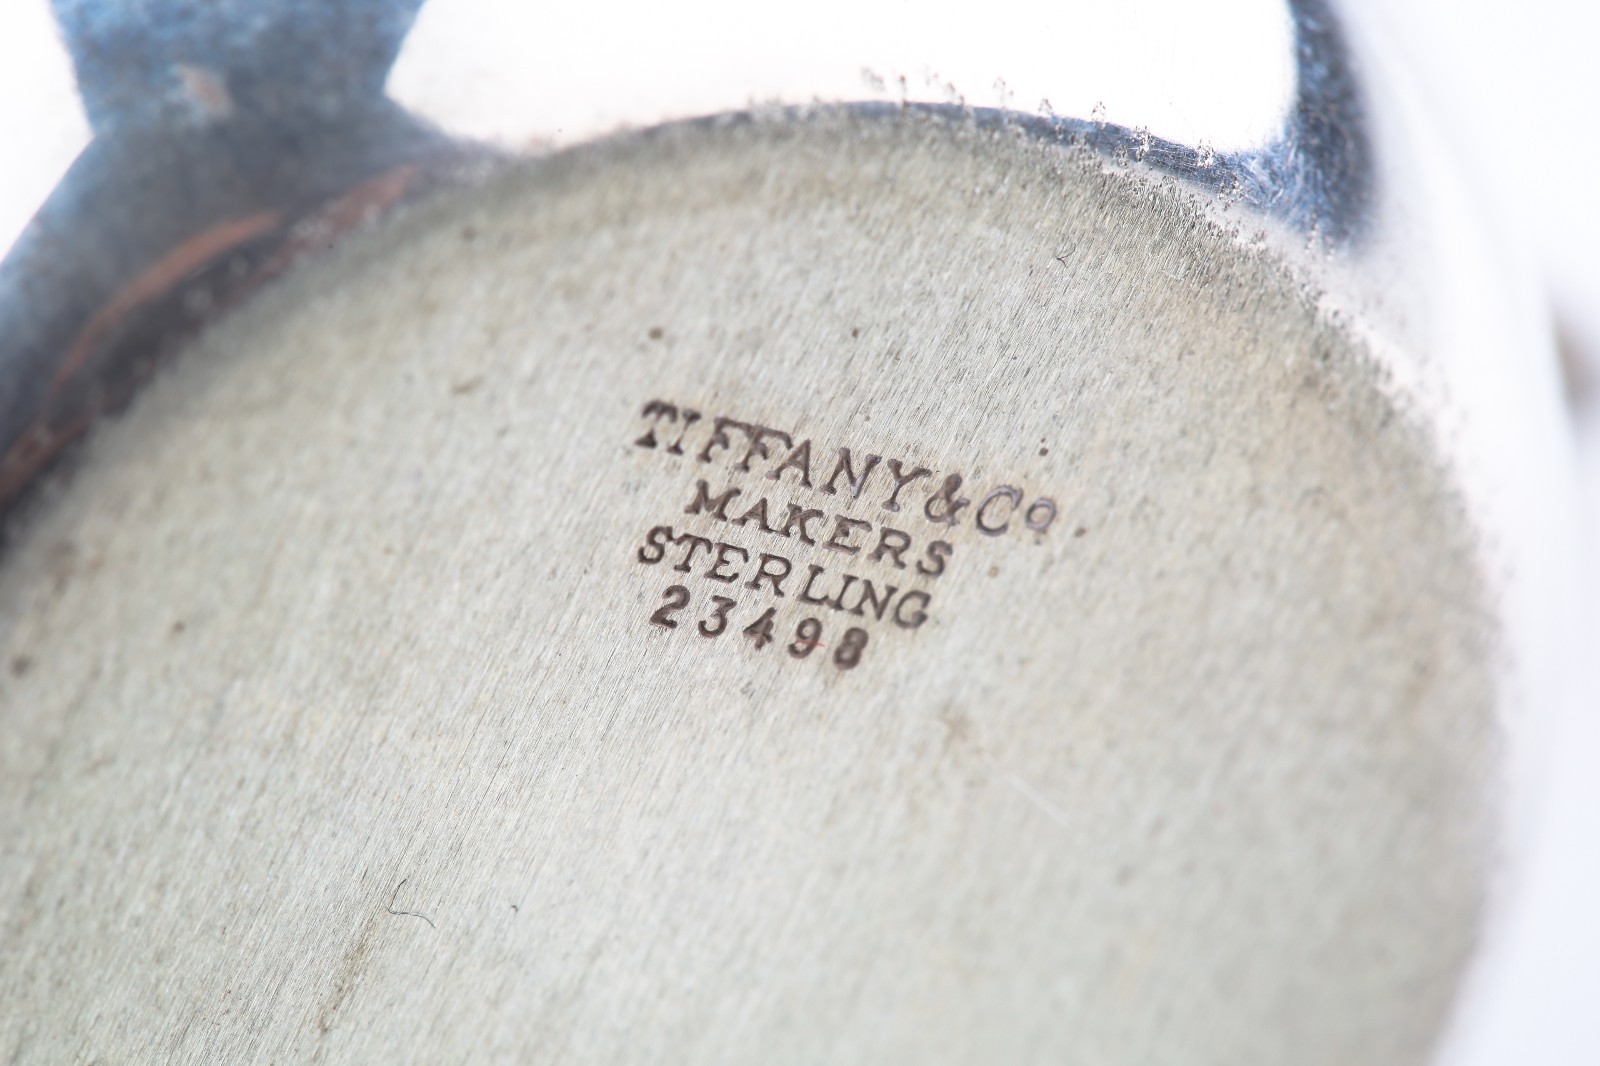 TIFFANY & Co.
MAKERS
STERLING
23498